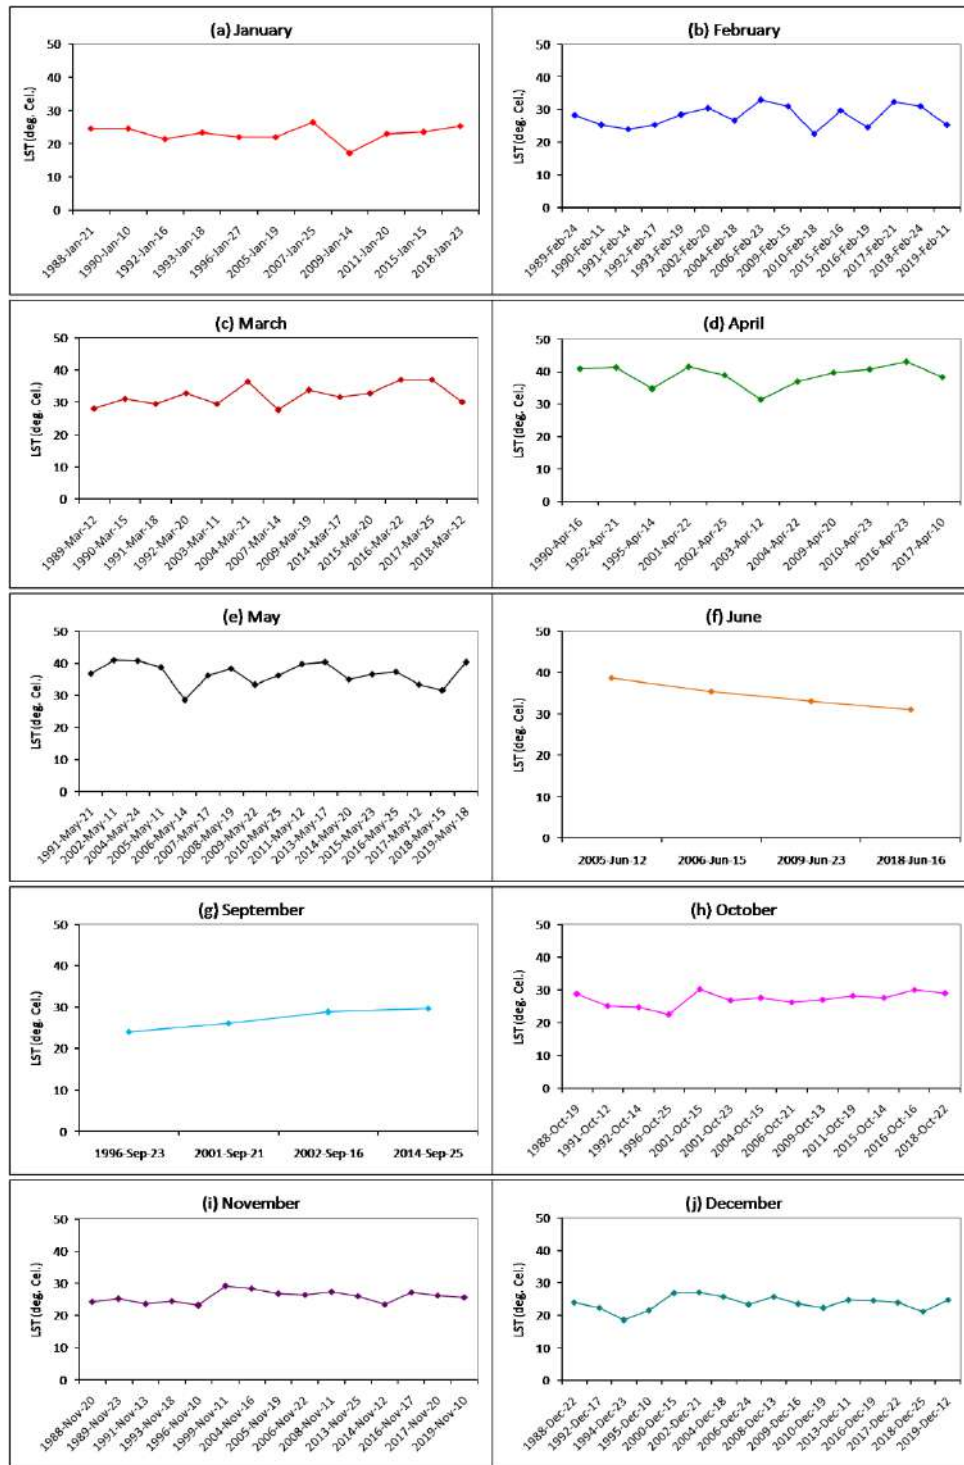 (a) January
LST (deg. Cel.)
50
40
30
20
10
0
1988-Jan-21
1990-Jan-10
1992-Jan-16
1993-Jan-18
1996-Jan-27
2005-Jan-19
2007-Jan-25
2009-Jan-14
2011-Jan-20
2015-Jan-15
2018-Jan-23
(b) February
LST (deg. Cel.)
50
40
30
20
10
0
1989-Feb-24
1990-Feb-11
1991-Feb-14
1992-Feb-17
1993-Feb-19
2002-Feb-20
2004-Feb-18
2006-Feb-23
2009-Feb-15
2010-Feb-18
2015-Feb-16
2016-Feb-19
2017-Feb-21
2018-Feb-24
2019-Feb-11
(c) March
LST (deg. Cel.)
50
40
30
20
10
0
1989-Mar-12
1990-Mar-15
1991-Mar-18
1992-Mar-20
2003-Mar-11
2004-Mar-21
2007-Mar-14
2009-Mar-19
2014-Mar-17
2015-Mar-20
2016-Mar-22
2017-Mar-25
2018-Mar-12
(d) April
LST (deg. Cel.)
50
40
30
20
10
0
1990-Apr-16
1992-Apr-21
1995-Apr-14
2001-Apr-22
2002-Apr-25
2003-Apr-12
2004-Apr-22
2009-Apr-20
2010-Apr-23
2016-Apr-23
2017-Apr-10
(e) May
LST (deg. Cel.)
50
40
30
20
10
0
1991-May-21
2002-May-11
2004-May-24
2005-May-11
2006-May-14
2007-May-17
2008-May-19
2009-May-22
2010-May-25
2011-May-12
2013-May-17
2014-May-20
2015-May-23
2016-May-25
2017-May-12
2018-May-15
2019-May-18
(f) June
LST (deg. Cel.)
50
40
30
20
10
0
2005-Jun-12
2006-Jun-15
2009-Jun-23
2018-Jun-16
(g) September
LST (deg. Cel.)
50
40
30
20
10
0
1996-Sep-23
2001-Sep-21
2002-Sep-16
2014-Sep-25
(h) October
LST (deg. Cel.)
50
40
30
20
10
0
1988-Oct-19
1991-Oct-12
1992-Oct-14
1996-Oct-25
2001-Oct-15
2001-Oct-23
2004-Oct-15
2006-Oct-21
2009-Oct-13
2011-Oct-19
2015-Oct-14
2016-Oct-16
2018-Oct-22
(i) November
LST (deg. Cel.)
50
40
30
20
10
0
1988-Nov-20
1989-Nov-23
1991-Nov-13
1993-Nov-18
1996-Nov-10
1999-Nov-11
2004-Nov-16
2005-Nov-19
2006-Nov-22
2008-Nov-11
2013-Nov-25
2014-Nov-12
2016-Nov-17
2017-Nov-20
2019-Nov-10
(j) December
LST (deg. Cel.)
50
40
30
20
10
0
1988-Dec-22
1992-Dec-17
1994-Dec-23
1995-Dec-10
2000-Dec-15
2002-Dec-21
2004-Dec-18
2006-Dec-24
2008-Dec-13
2009-Dec-16
2010-Dec-19
2013-Dec-11
2016-Dec-19
2017-Dec-22
2018-Dec-25
2019-Dec-12